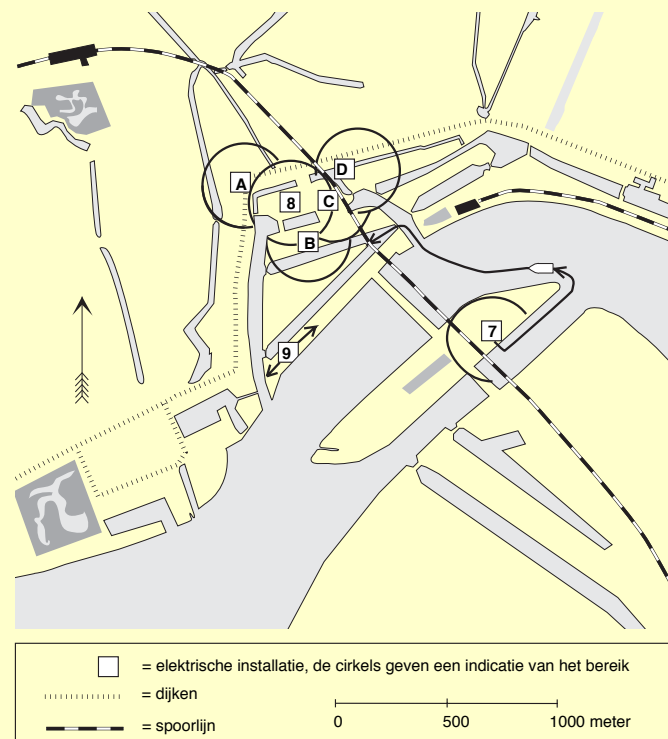 D
A
C
8
B
7
9
= elektrische installatie, de cirkels geven een indicatie van het bereik
= dijken
= spoorlijn
0 500 1000 meter